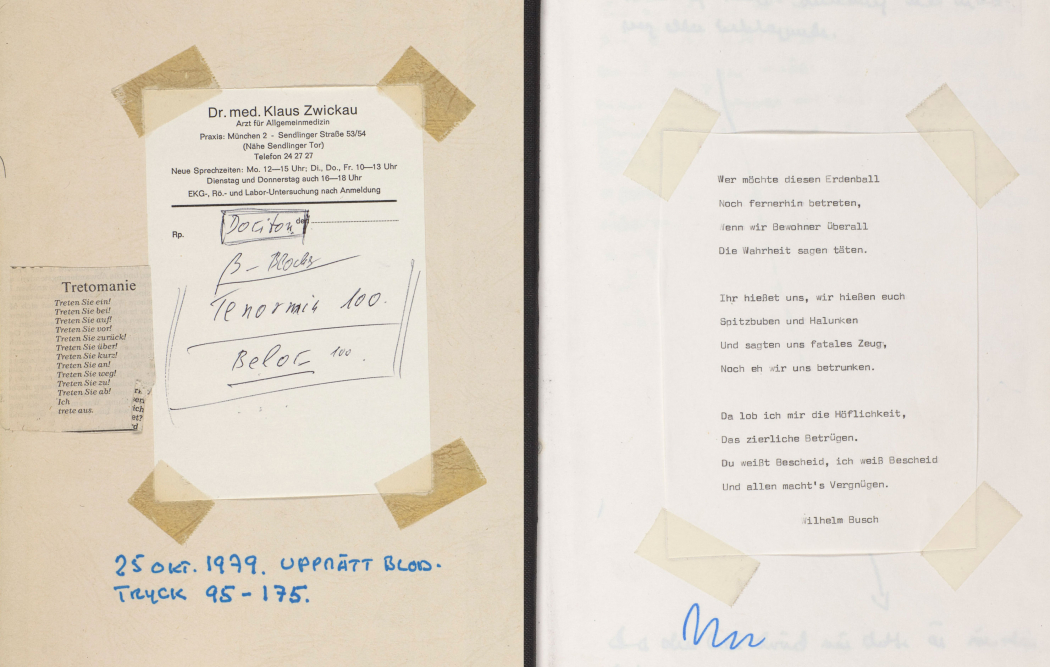 Dr. med. Klaus Zwickau
Arzt für Allgemeinmedizin
Praxis: München 2 - Sendlinger Straße 53/54
(Nähe Sendlinger Tor)
Telefon 24 27 27
Neue Sprechzeiten: Mo. 12—15 Uhr; Di., Do., Fr. 10—13 Uhr
Dienstag und Donnerstag auch 16—18 Uhr
EKG-, Rö.- und Labor-Untersuchung nach Anmeldung
Rp.
Dociton den
β-Blocker
Tenormin 100.
Beloc 100.
Tretomanie
Treten Sie ein!
Treten Sie bei!
Treten Sie auf!
Treten Sie vor!
Treten Sie zurück!
Treten Sie über!
Treten Sie kurz!
Treten Sie an!
Treten Sie weg!
Treten Sie zu!
Treten Sie ab!
Ich
trete aus.
25 OKT. 1979. UPPMÄTT BLOD-
TRYCK 95-175.
Wer möchte diesen Erdenball
Noch fernerhin betreten,
Wenn wir Bewohner überall
Die Wahrheit sagen täten.
Ihr hießet uns, wir hießen euch
Spitzbuben und Halunken
Und sagten uns fatales Zeug,
Noch eh wir uns betrunken.
Da lob ich mir die Höflichkeit,
Das zierliche Betrügen.
Du weißt Bescheid, ich weiß Bescheid
Und allen macht's Vergnügen.
Wilhelm Busch